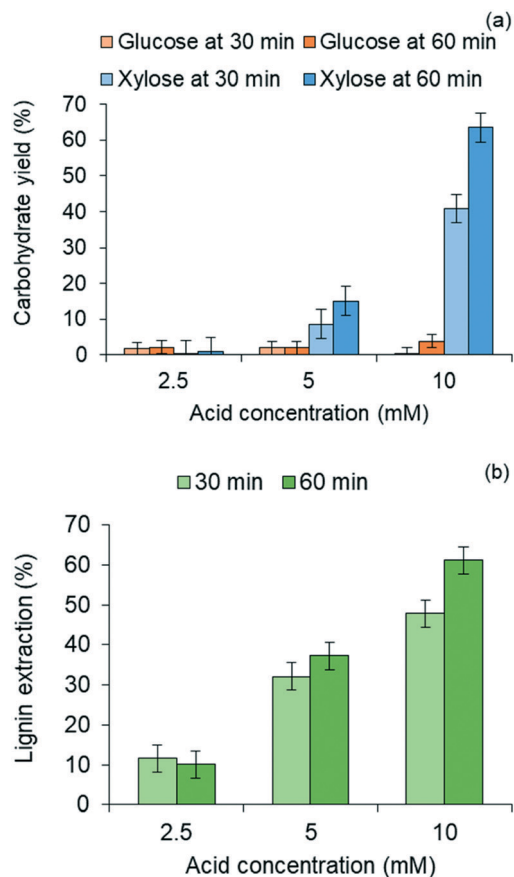 (a)
Glucose at 30 min Glucose at 60 min
Xylose at 30 min Xylose at 60 min
Carbohydrate yield (%)
70
60
50
40
30
20
10
0
2.5 5 10
Acid concentration (mM)
(b)
30 min 60 min
Lignin extraction (%)
70
60
50
40
30
20
10
0
2.5 5 10
Acid concentration (mM)